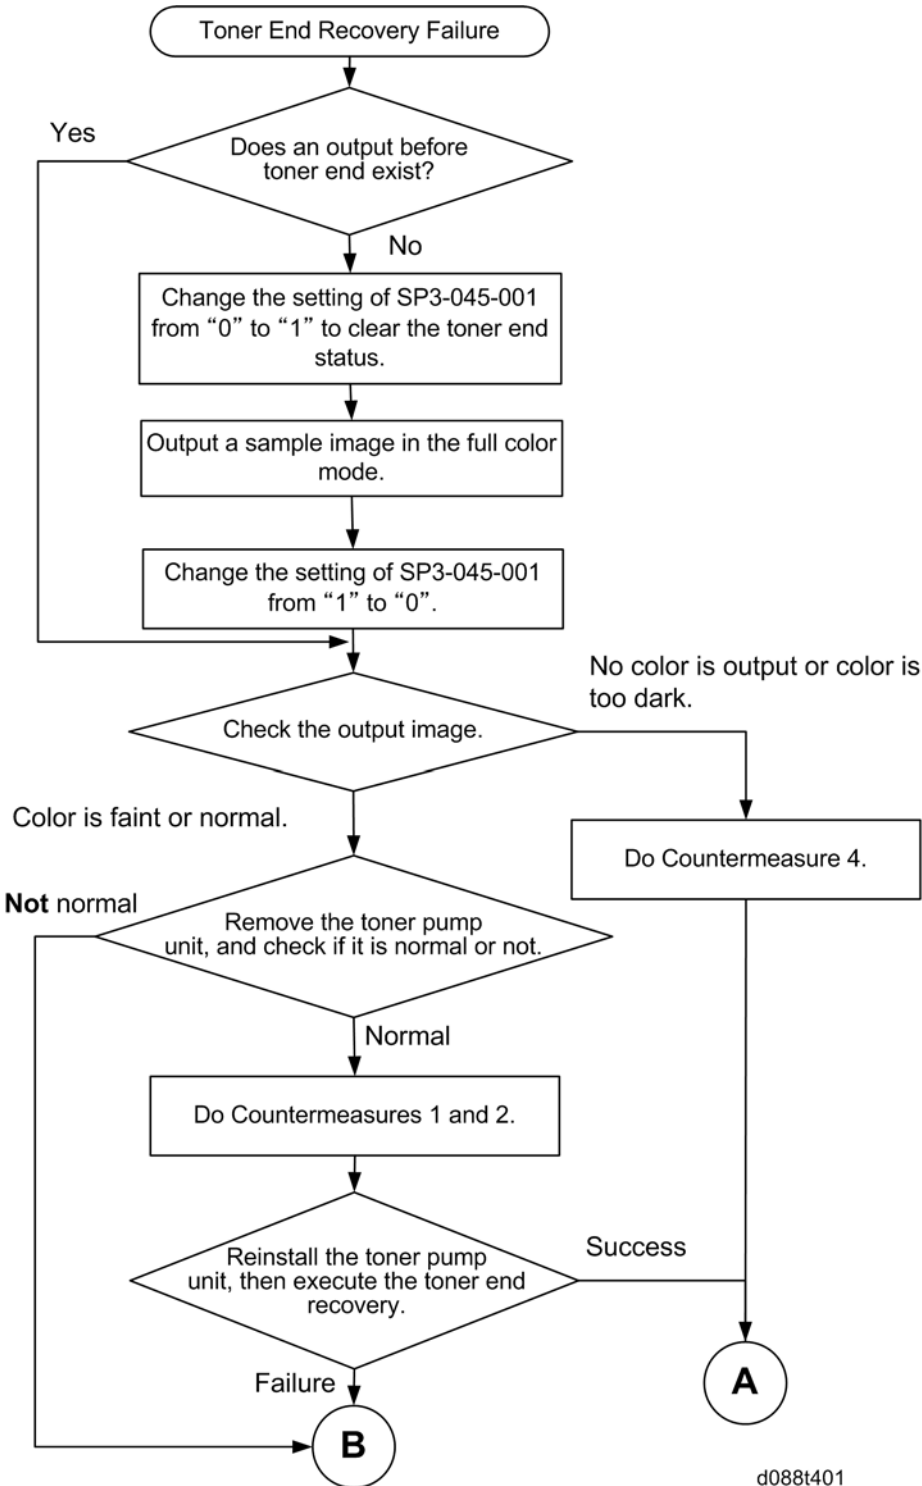 Toner End Recovery Failure
Yes
Does an output before
toner end exist?
No
Change the setting of SP3-045-001
from “0” to “1” to clear the toner end
status.
Output a sample image in the full color
mode.
Change the setting of SP3-045-001
from “1” to “0”.
No color is output or color is
too dark.
Check the output image.
Color is faint or normal.
Do Countermeasure 4.
Not normal
Remove the toner pump
unit, and check if it is normal or not.
Normal
Do Countermeasures 1 and 2.
Success
Reinstall the toner pump
unit, then execute the toner end
recovery.
Failure
A
B
d088t401